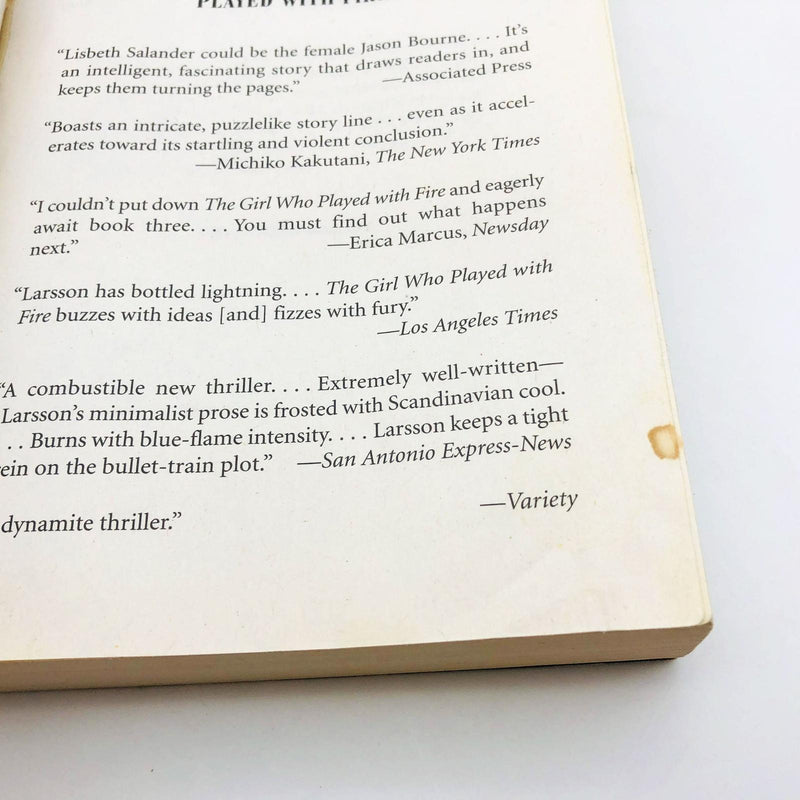 PLAYED WITH
“Lisbeth Salander could be the female Jason Bourne. . . . It’s
an intelligent, fascinating story that draws readers in, and
keeps them turning the pages.” —Associated Press
“Boasts an intricate, puzzlelike story line . . . even as it accel-
erates toward its startling and violent conclusion.”
—Michiko Kakutani, The New York Times
“I couldn’t put down The Girl Who Played with Fire and eagerly
await book three. . . . You must find out what happens
next.” —Erica Marcus, Newsday
“Larsson has bottled lightning. . . . The Girl Who Played with
Fire buzzes with ideas [and] fizzes with fury.”
—Los Angeles Times
“A combustible new thriller. . . . Extremely well-written—
Larsson’s minimalist prose is frosted with Scandinavian cool.
. . Burns with blue-flame intensity. . . . Larsson keeps a tight
ein on the bullet-train plot.” —San Antonio Express-News
dynamite thriller.” —Variety